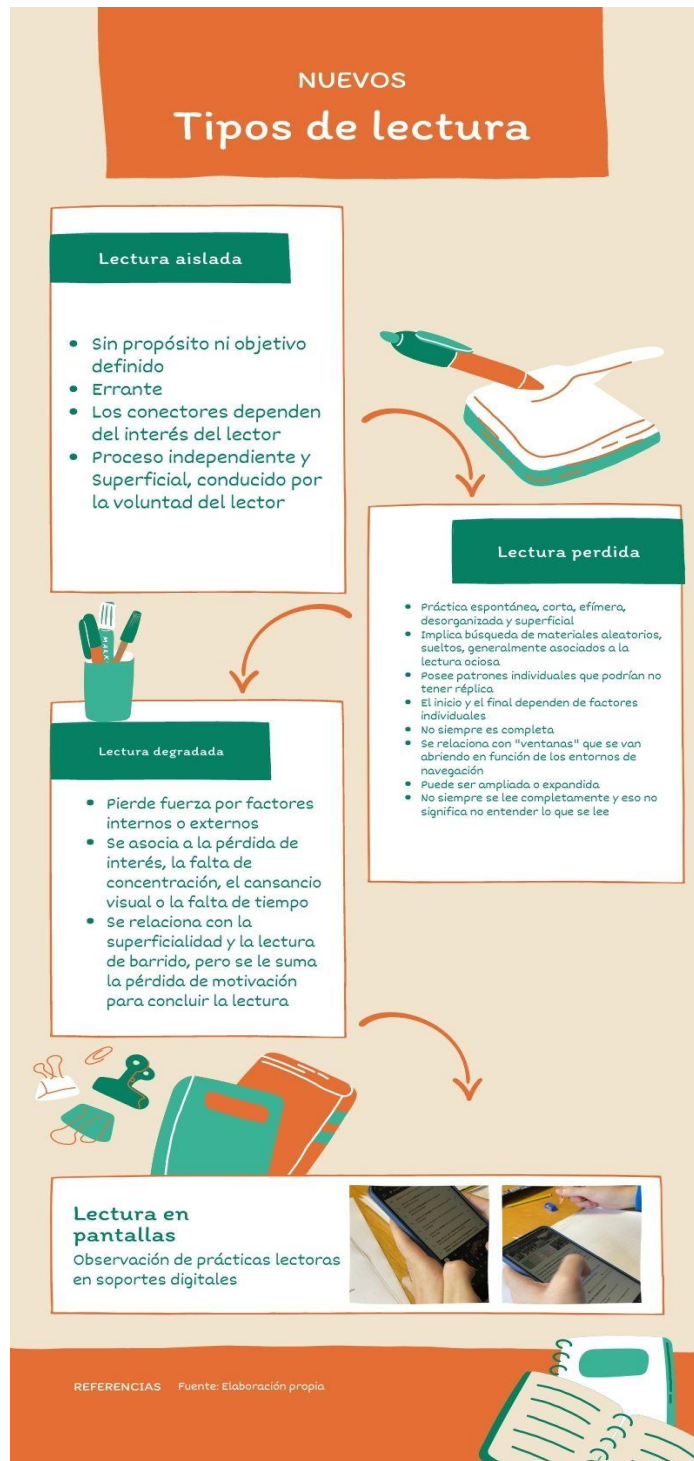 NUEVOS
Tipos de lectura
Lectura aislada
• Sin propósito ni objetivo
definido
• Errante
• Los conectores dependen
del interés del lector
• Proceso independiente y
Superficial, conducido por
la voluntad del lector
Lectura perdida
• Práctica espontánea, corta, efímera,
desorganizada y superficial
• Implica búsqueda de materiales aleatorios,
sueltos, generalmente asociados a la
lectura ociosa
• Posee patrones individuales que podrían no
tener réplica
• El inicio y el final dependen de factores
individuales
• No siempre es completa
• Se relaciona con "ventanas" que se van
abriendo en función de los entornos de
navegación
• Puede ser ampliada o expandida
• No siempre se lee completamente y eso no
significa no entender lo que se lee
Lectura degradada
• Pierde fuerza por factores
internos o externos
• Se asocia a la pérdida de
interés, la falta de
concentración, el cansancio
visual o la falta de tiempo
• Se relaciona con la
superficialidad y la lectura
de barrido, pero se le suma
la pérdida de motivación
para concluir la lectura
Lectura en
pantallas
Observación de prácticas lectoras
en soportes digitales
REFERENCIAS Fuente: Elaboración propia